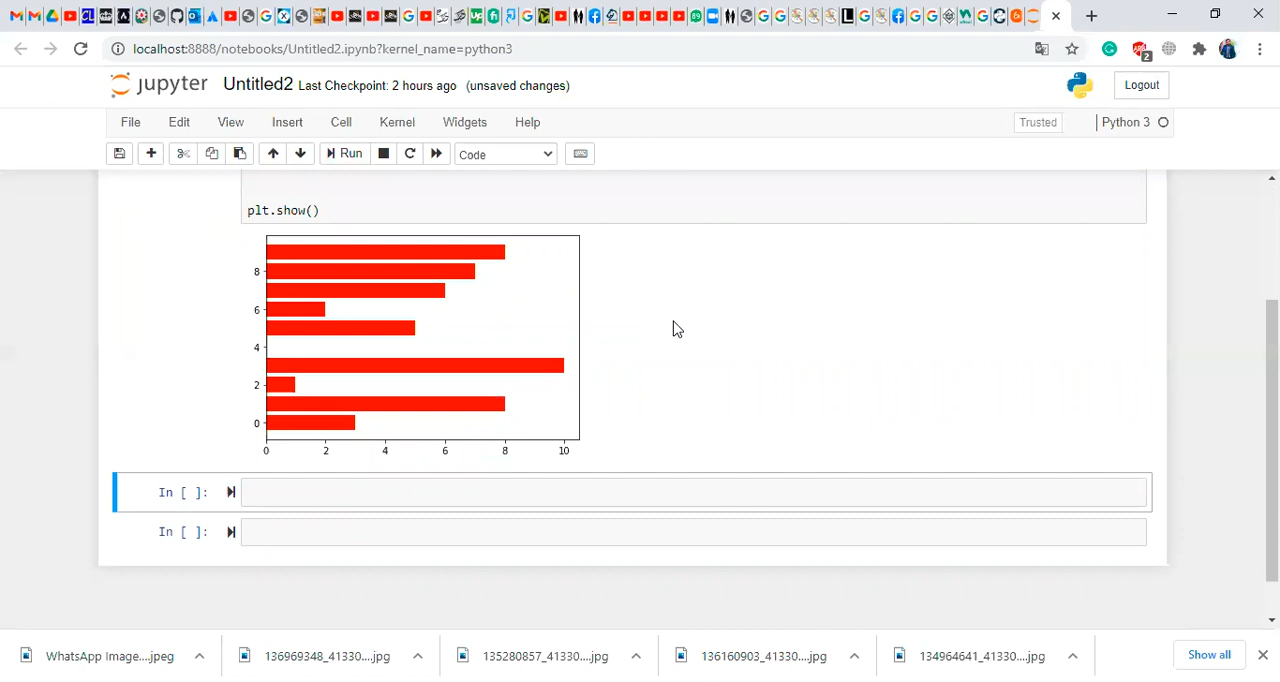 localhost:8888/notebooks/Untitled2.ipynb?kernel_name=python3
2
jupyter Untitled2 Last Checkpoint: 2 hours ago (unsaved changes)
Logout
File Edit View Insert Cell Kernel Widgets Help
Trusted Python 3
Run Code
plt.show()
8
6
4
2
0
0 2 4 6 8 10
In [ ]:
In [ ]:
WhatsApp Image....jpeg 136969348_41330....jpg 135280857_41330....jpg 136160903_41330....jpg 134964641_41330....jpg Show all